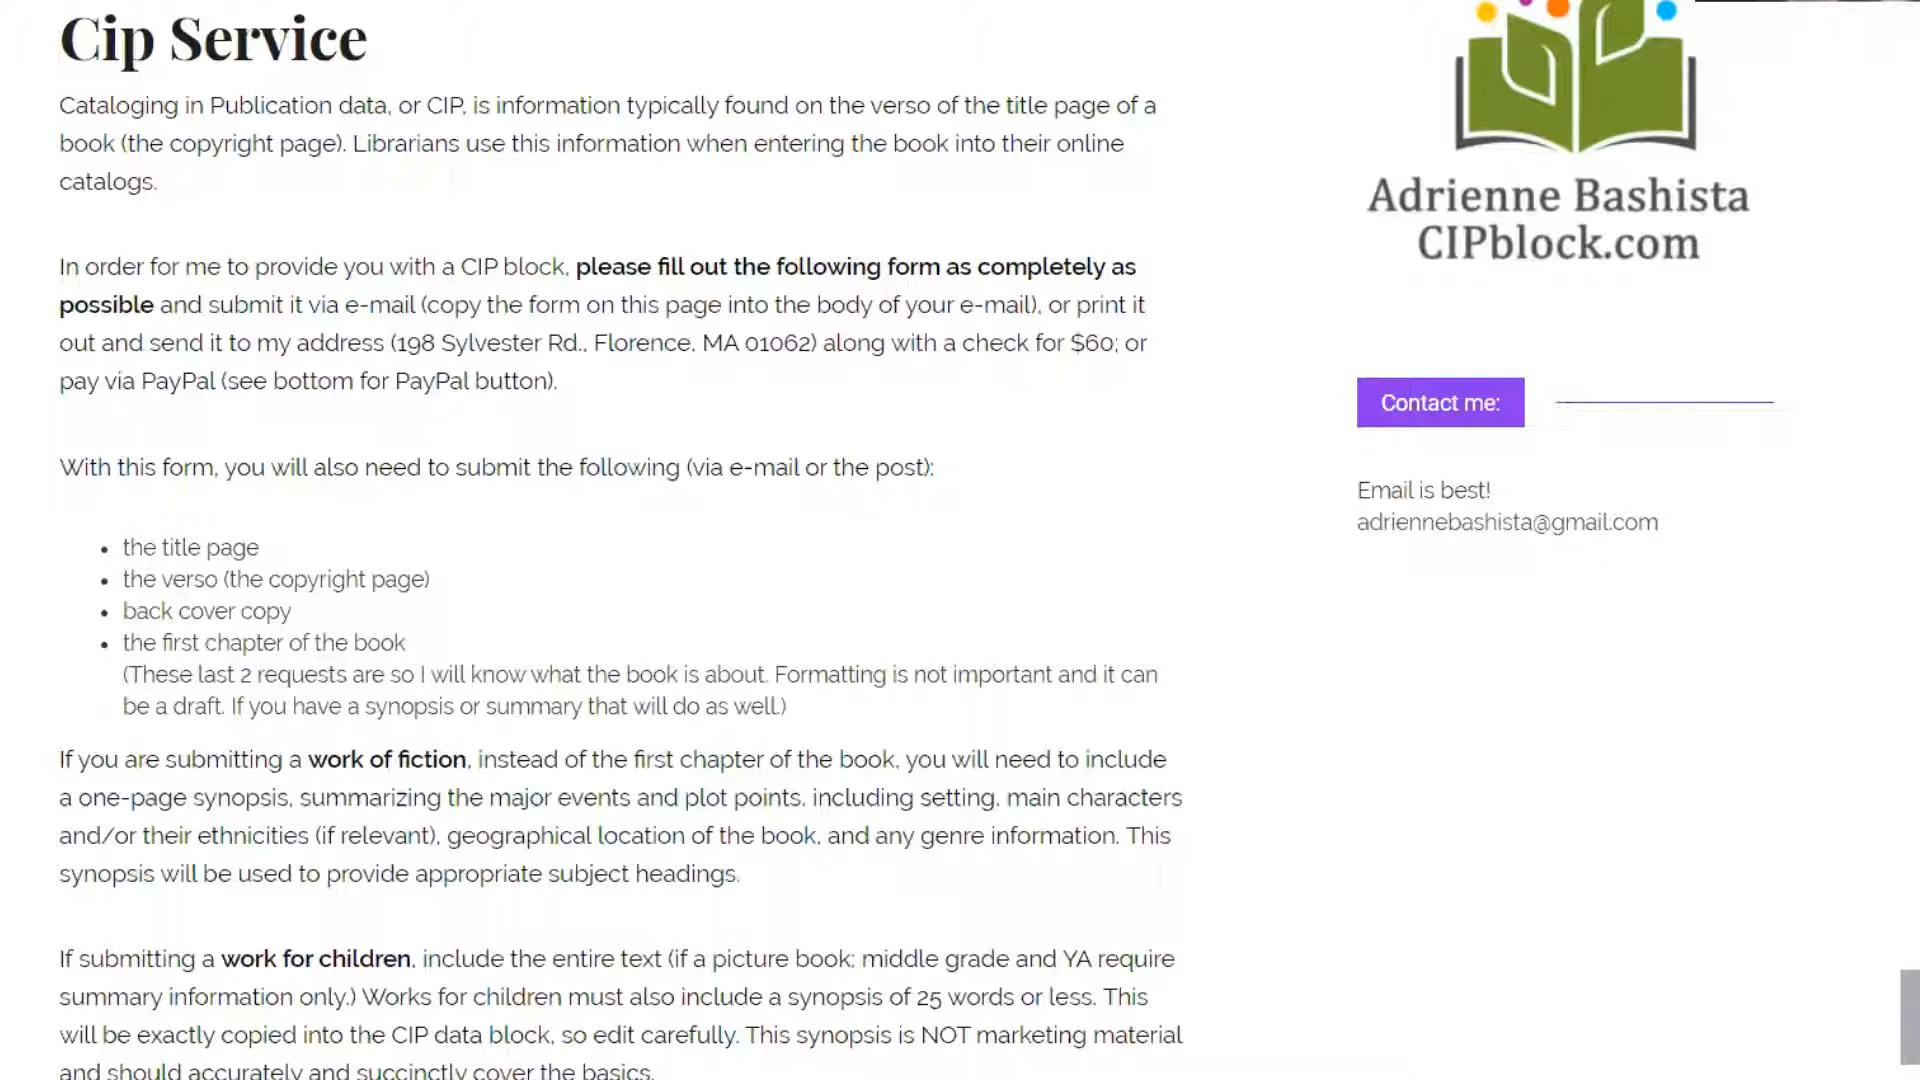 Cip Service
Cataloging in Publication data, or CIP, is information typically found on the verso of the title page of a
book (the copyright page). Librarians use this information when entering the book into their online
catalogs.
In order for me to provide you with a CIP block, please fill out the following form as completely as
possible and submit it via e-mail (copy the form on this page into the body of your e-mail), or print it
out and send it to my address (198 Sylvester Rd., Florence, MA 01062) along with a check for $60; or
pay via PayPal (see bottom for PayPal button).
With this form, you will also need to submit the following (via e-mail or the post):
• the title page
• the verso (the copyright page)
• back cover copy
• the first chapter of the book
(These last 2 requests are so I will know what the book is about. Formatting is not important and it can
be a draft. If you have a synopsis or summary that will do as well.)
If you are submitting a work of fiction, instead of the first chapter of the book, you will need to include
a one-page synopsis, summarizing the major events and plot points, including setting, main characters
and/or their ethnicities (if relevant), geographical location of the book, and any genre information. This
synopsis will be used to provide appropriate subject headings.
If submitting a work for children, include the entire text (if a picture book; middle grade and YA require
summary information only.) Works for children must also include a synopsis of 25 words or less. This
will be exactly copied into the CIP data block, so edit carefully. This synopsis is NOT marketing material
and should accurately and succinctly cover the basics.
Adrienne Bashista
CIPblock.com
Contact me:
Email is best!
adriennebashista@gmail.com